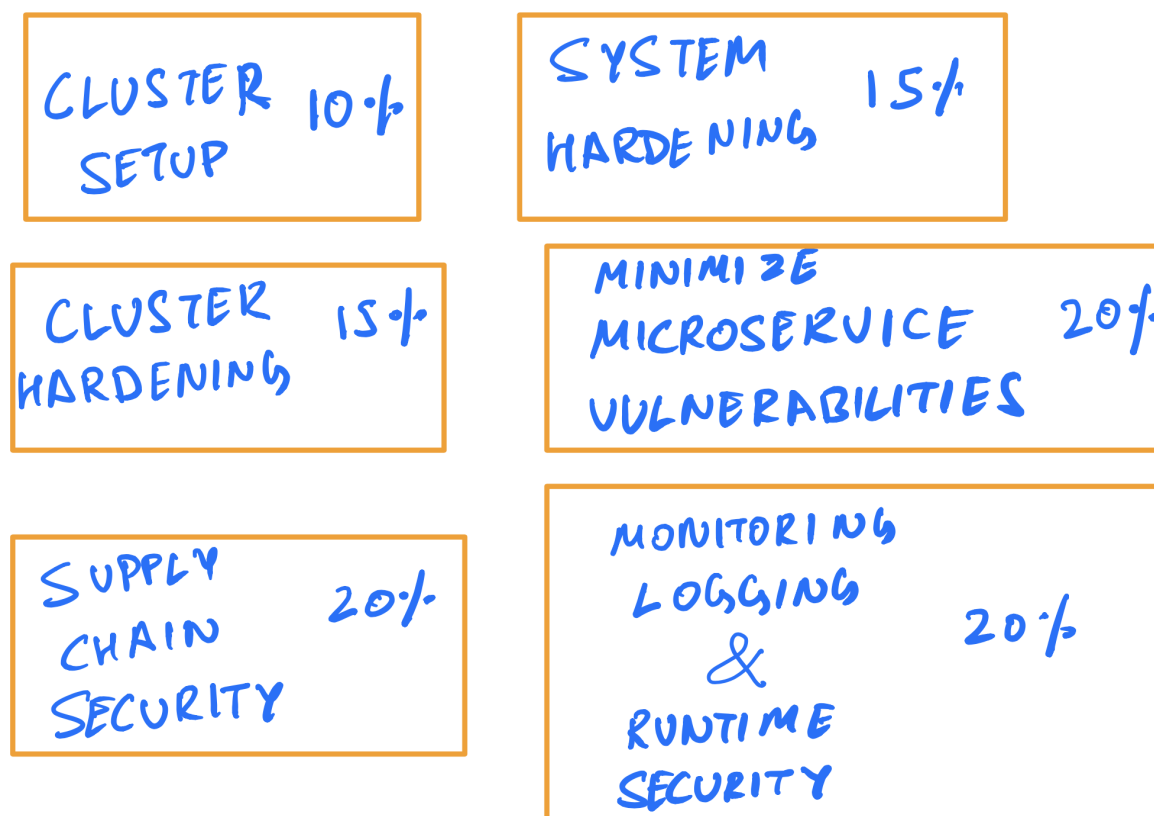 CLUSTER 10%
SETUP
SYSTEM 15%
HARDENING
CLUSTER 15%
HARDENING
MINIMIZE
MICROSERVICE 20%
VULNERABILITIES
SUPPLY
CHAIN 20%
SECURITY
MONITORING
LOGGING
& 20%
RUNTIME
SECURITY